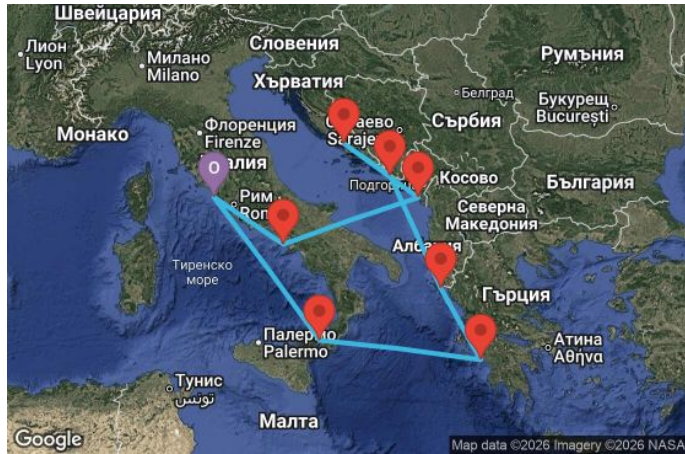 Швейцария
Лион
Lyon
Милано
Milano
Словения
Хърватия
Румъния
Белград
Букурещ
București
Монако
Флоренция
Firenze
Sarajevo
Сърбия
Рим
Подгорица
Косово
България
Северна
Македония
Тиренско
море
Гърция
Палермо
Palermo
Атина
Αθήνα
Тунис
تونس
Малта
Google
Map data ©2026 Imagery ©2026 NASA